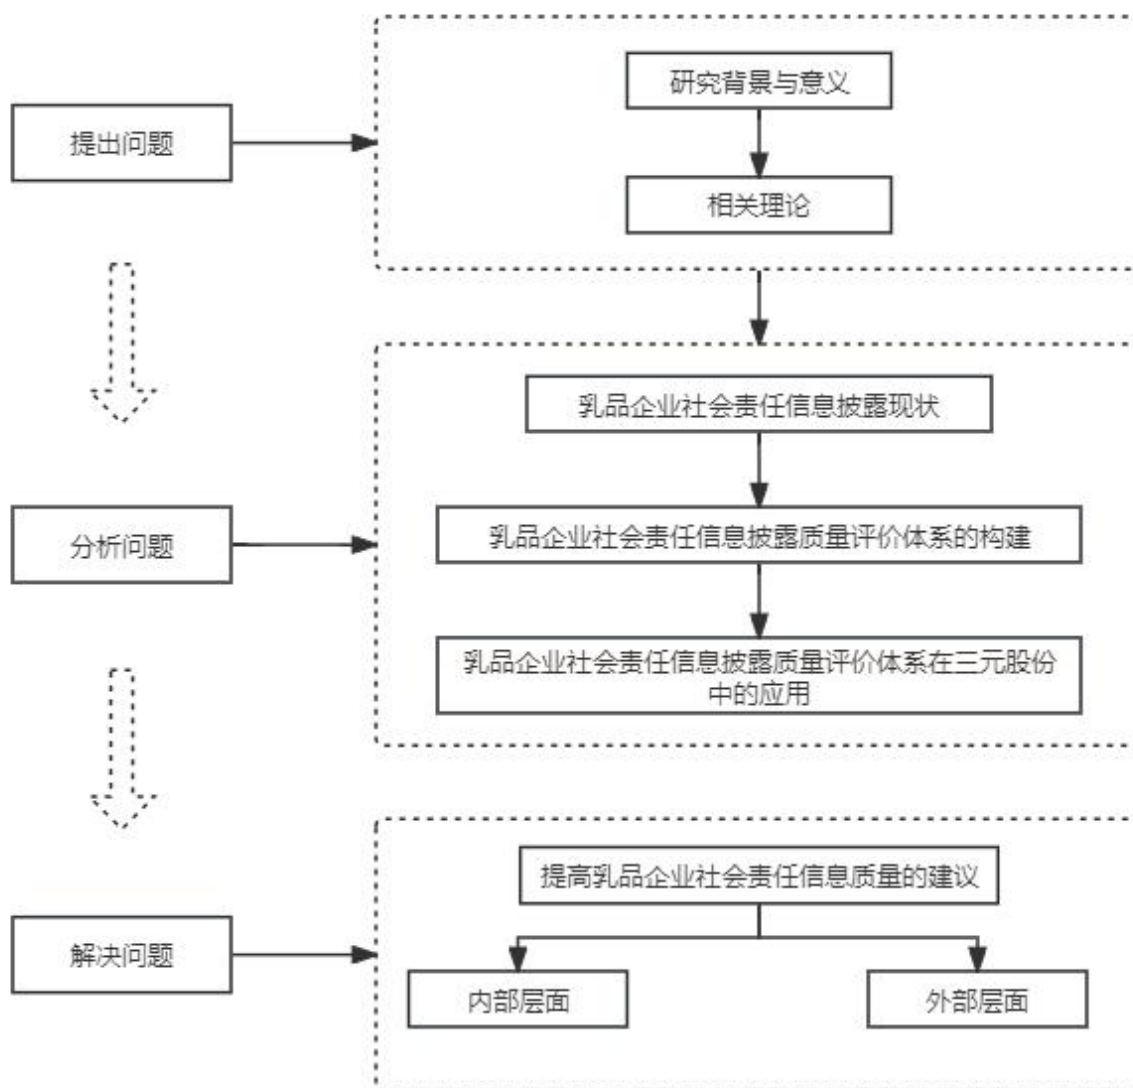 研究背景与意义
提出问题
相关理论
乳品企业社会责任信息披露现状
分析问题
乳品企业社会责任信息披露质量评价体系的构建
乳品企业社会责任信息披露质量评价体系在三元股份
中的应用
提高乳品企业社会责任信息质量的建议
解决问题
内部层面
外部层面